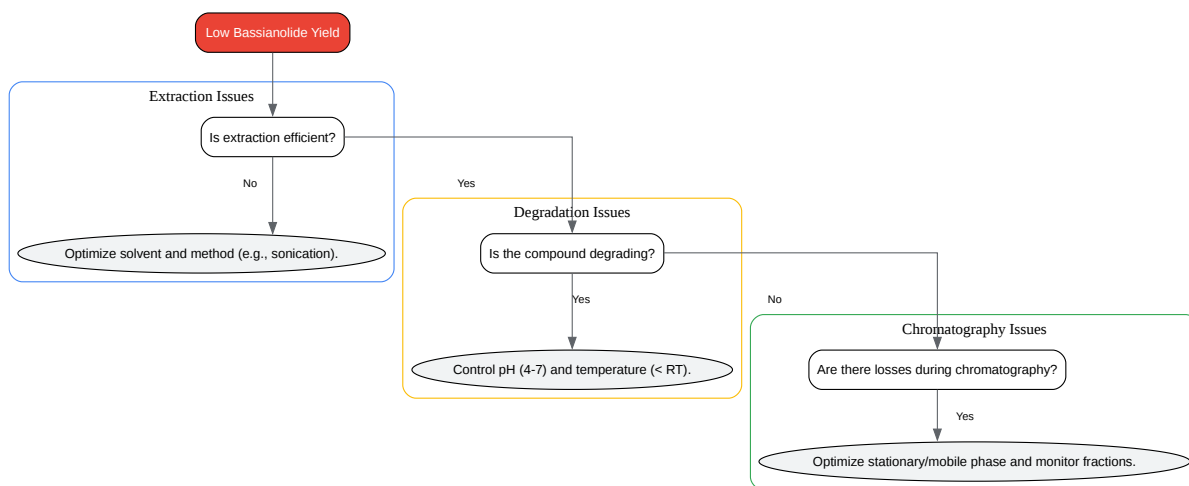 Low Bassianolide Yield
Extraction Issues
Is extraction efficient?
No
Yes
Optimize solvent and method (e.g., sonication).
Degradation Issues
Is the compound degrading?
Yes
No
Control pH (4-7) and temperature (< RT).
Chromatography Issues
Are there losses during chromatography?
Yes
Optimize stationary/mobile phase and monitor fractions.